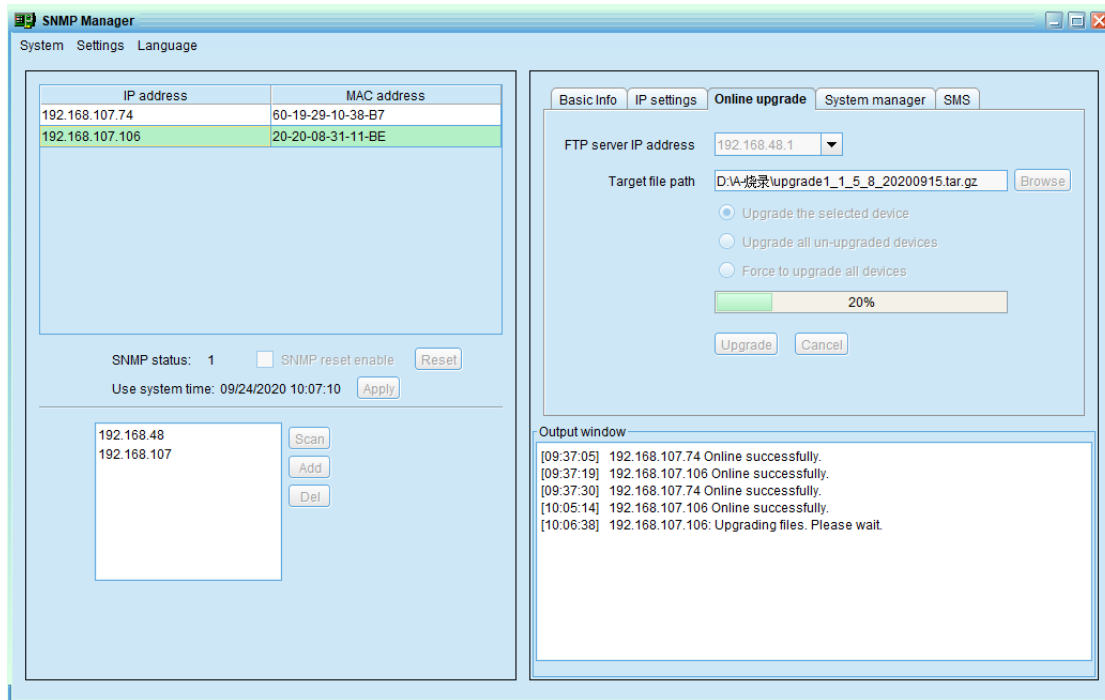 SNMP Manager
System Settings Language
IP address MAC address
192.168.107.74 60-19-29-10-38-B7
192.168.107.106 20-20-08-31-11-BE
SNMP status: 1 SNMP reset enable Reset
Use system time: 09/24/2020 10:07:10 Apply
192.168.48
192.168.107
Scan
Add
Del
Basic Info IP settings Online upgrade System manager SMS
FTP server IP address 192.168.48.1
Target file path D:\A-烧录\upgrade1_1_5_8_20200915.tar.gz Browse
Upgrade the selected device
Upgrade all un-upgraded devices
Force to upgrade all devices
20%
Upgrade Cancel
Output window
[09:37:05] 192.168.107.74 Online successfully.
[09:37:19] 192.168.107.106 Online successfully.
[09:37:30] 192.168.107.74 Online successfully.
[10:05:14] 192.168.107.106 Online successfully.
[10:06:38] 192.168.107.106: Upgrading files. Please wait.